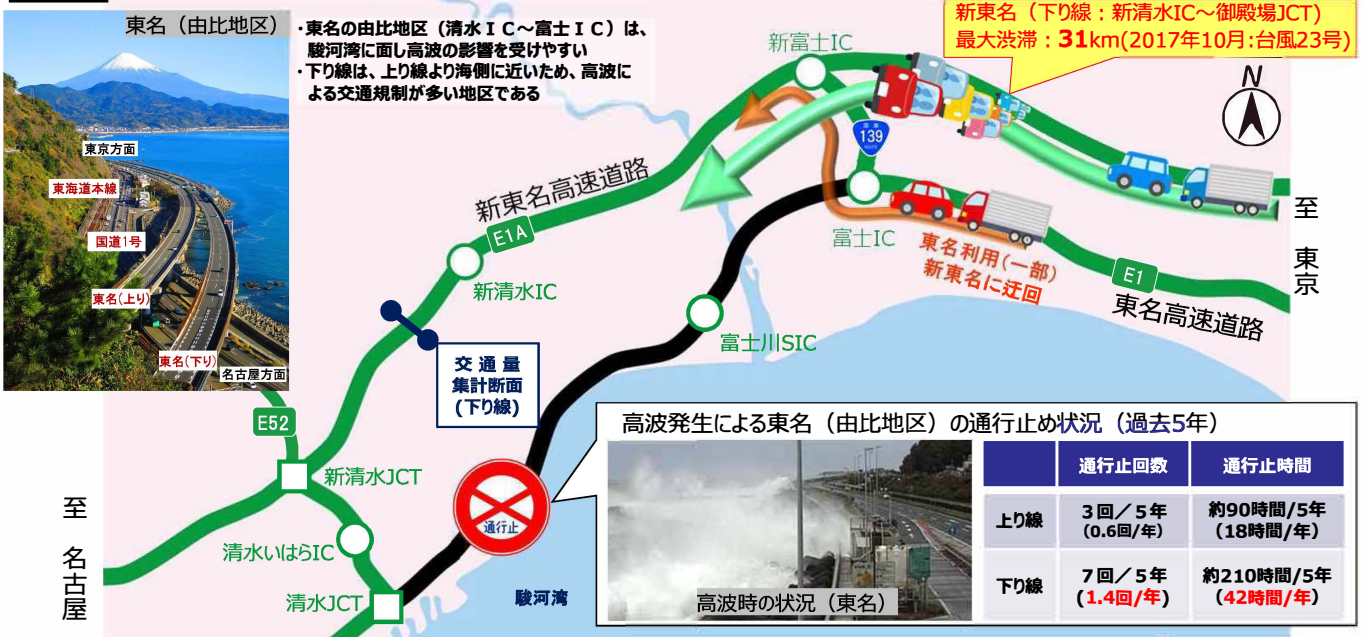 東名（由比地区）
東京方面
東海道本線
国道1号
東名(上り)
東名(下り)
名古屋方面
・東名の由比地区（清水ＩＣ～富士ＩＣ）は、
駿河湾に面し高波の影響を受けやすい
・下り線は、上り線より海側に近いため、高波に
よる交通規制が多い地区である
新東名（下り線：新清水IC～御殿場JCT)
最大渋滞：31km(2017年10月:台風23号)
N
新富士IC
139
新東名高速道路
E1A
富士IC
東名利用(一部)
新東名に迂回
E1
東名高速道路
至 東京
新清水IC
富士川SIC
交通量
集計断面
(下り線)
E52
新清水JCT
通行止
清水いはらIC
清水JCT
至 名古屋
駿河湾
高波発生による東名（由比地区）の通行止め状況（過去5年）
高波時の状況（東名）
通行止回数 通行止時間
上り線 3回／5年 約90時間/5年
(0.6回/年) (18時間/年)
下り線 7回／5年 約210時間/5年
(1.4回/年) (42時間/年)